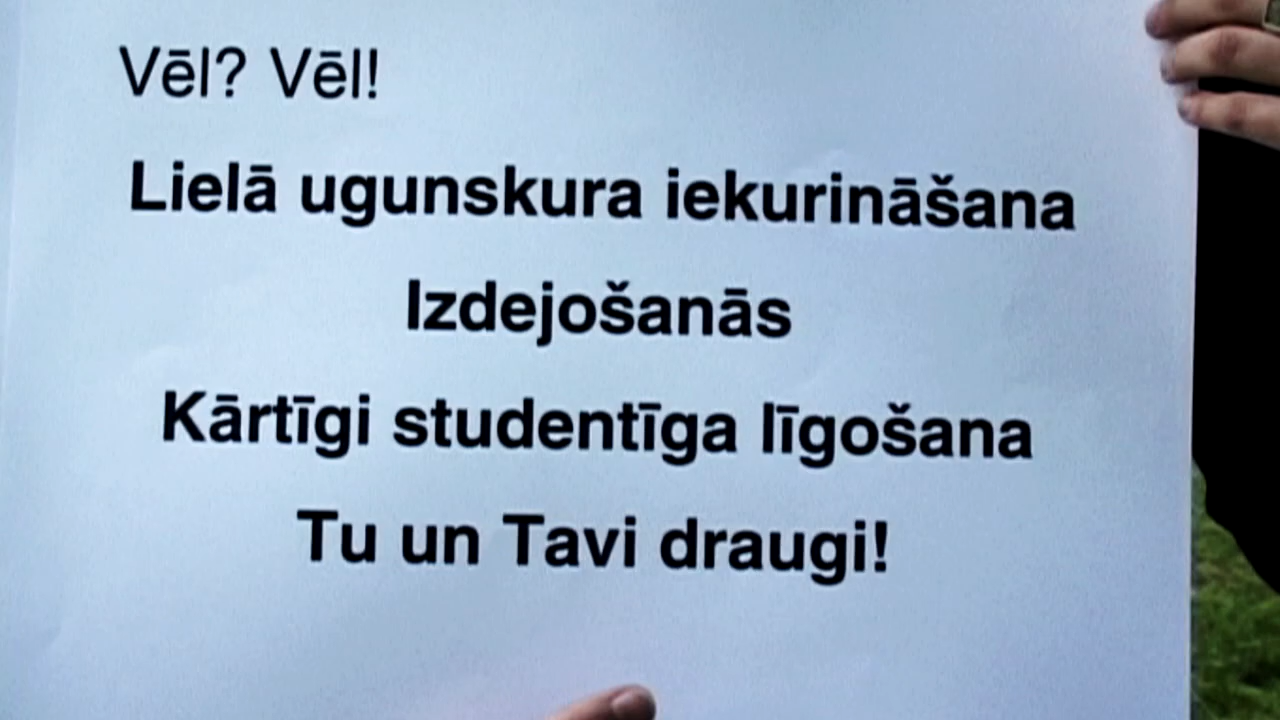 Vēl? Vēl!
Lielā ugunskura iekurināšana
Izdejošanās
Kārtīgi studentīga līgošana
Tu un Tavi draugi!